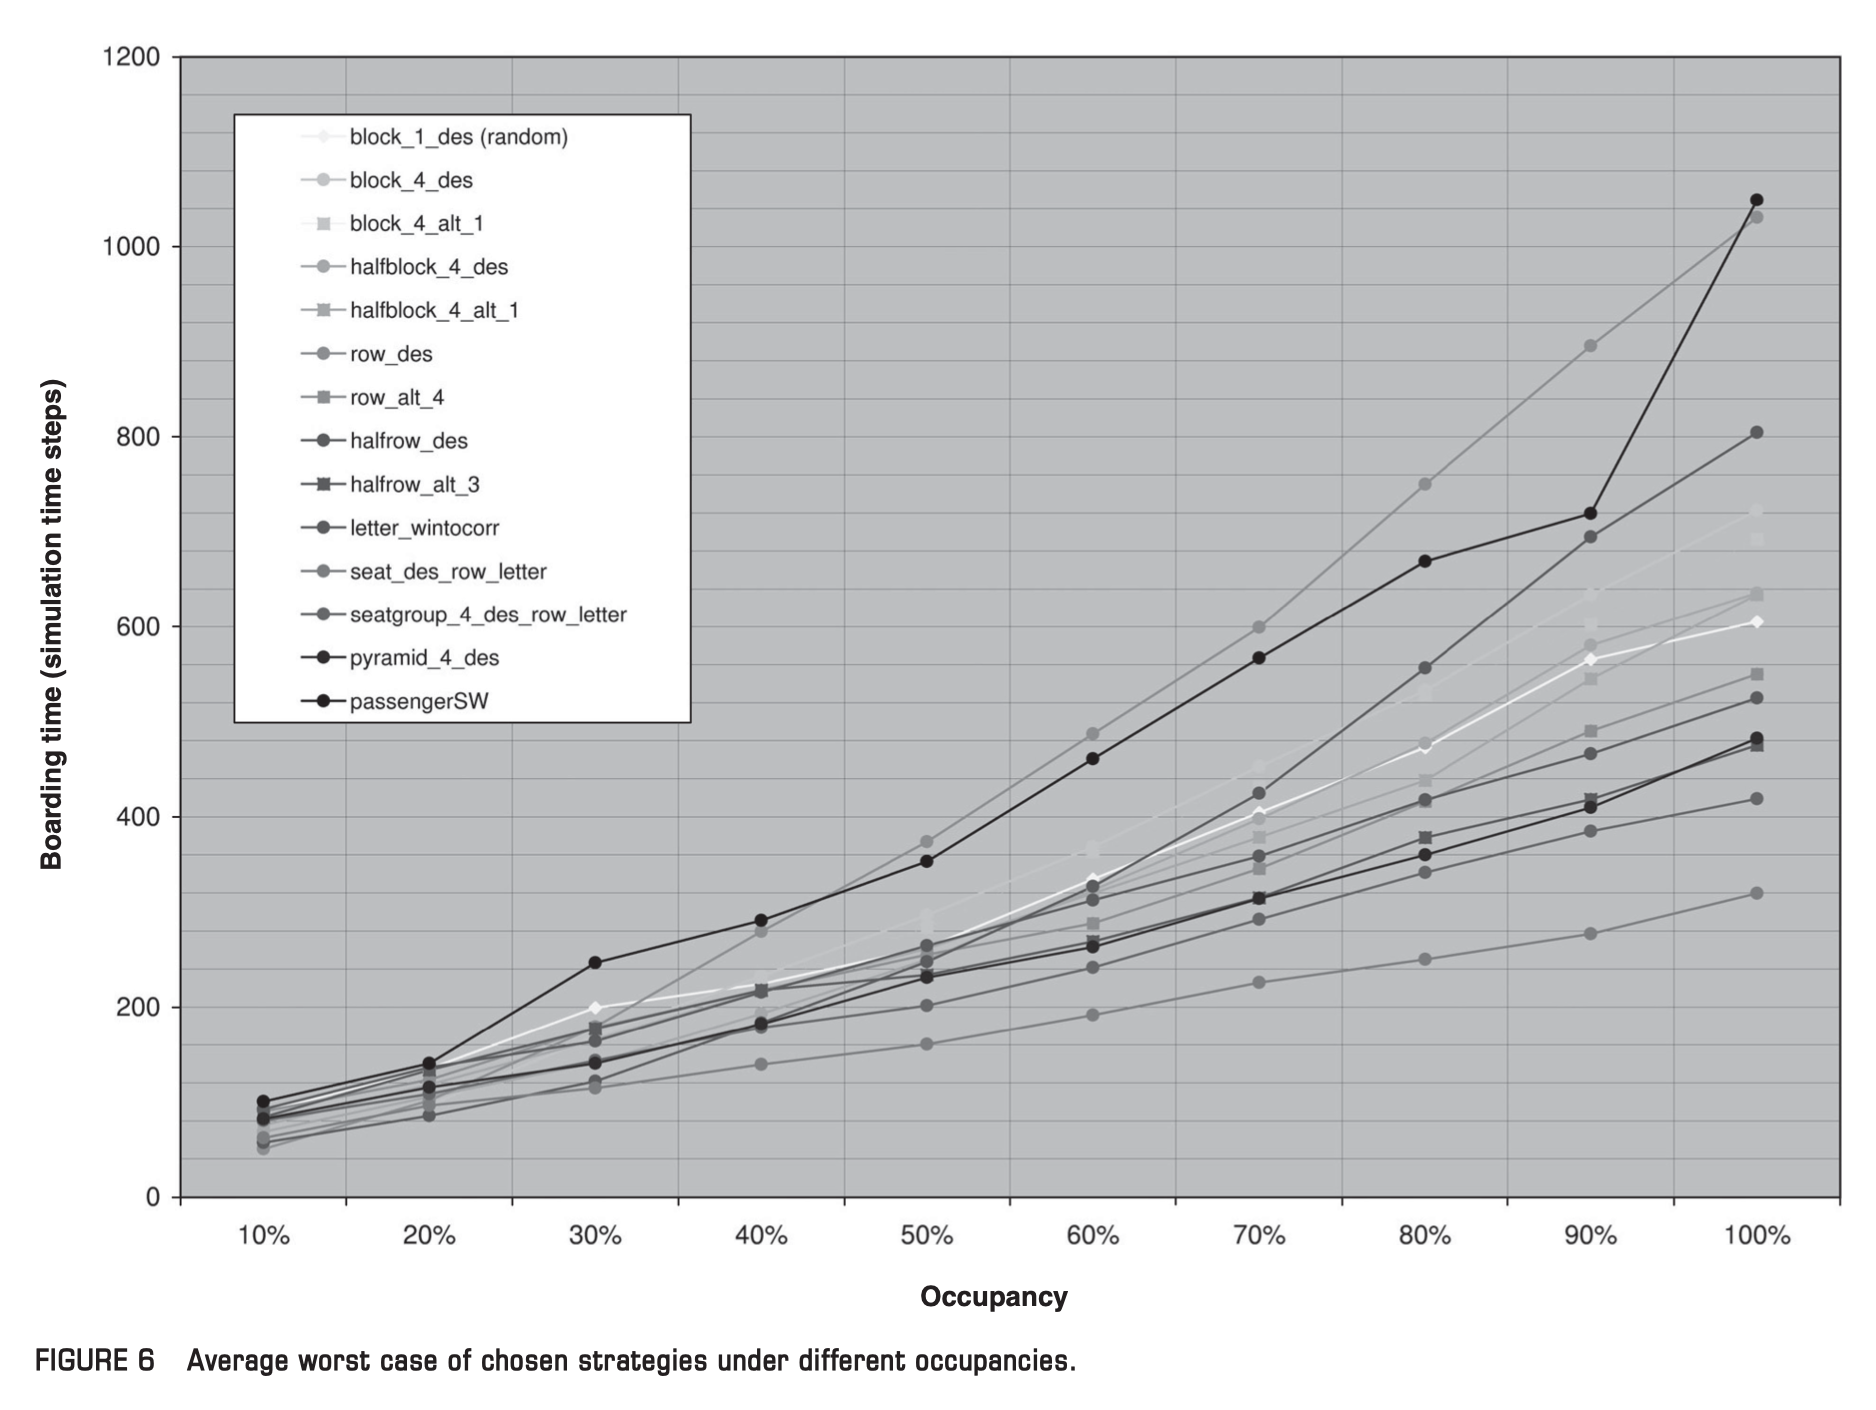 1200
1000
800
600
400
200
0
Boarding time (simulation time steps)
block_1_des (random)
block_4_des
block_4_alt_1
halfblock_4_des
halfblock_4_alt_1
row_des
row_alt_4
halfrow_des
halfrow_alt_3
letter_wintocorr
seat_des_row_letter
seatgroup_4_des_row_letter
pyramid_4_des
passengerSW
10% 20% 30% 40% 50% 60% 70% 80% 90% 100%
Occupancy
FIGURE 6 Average worst case of chosen strategies under different occupancies.